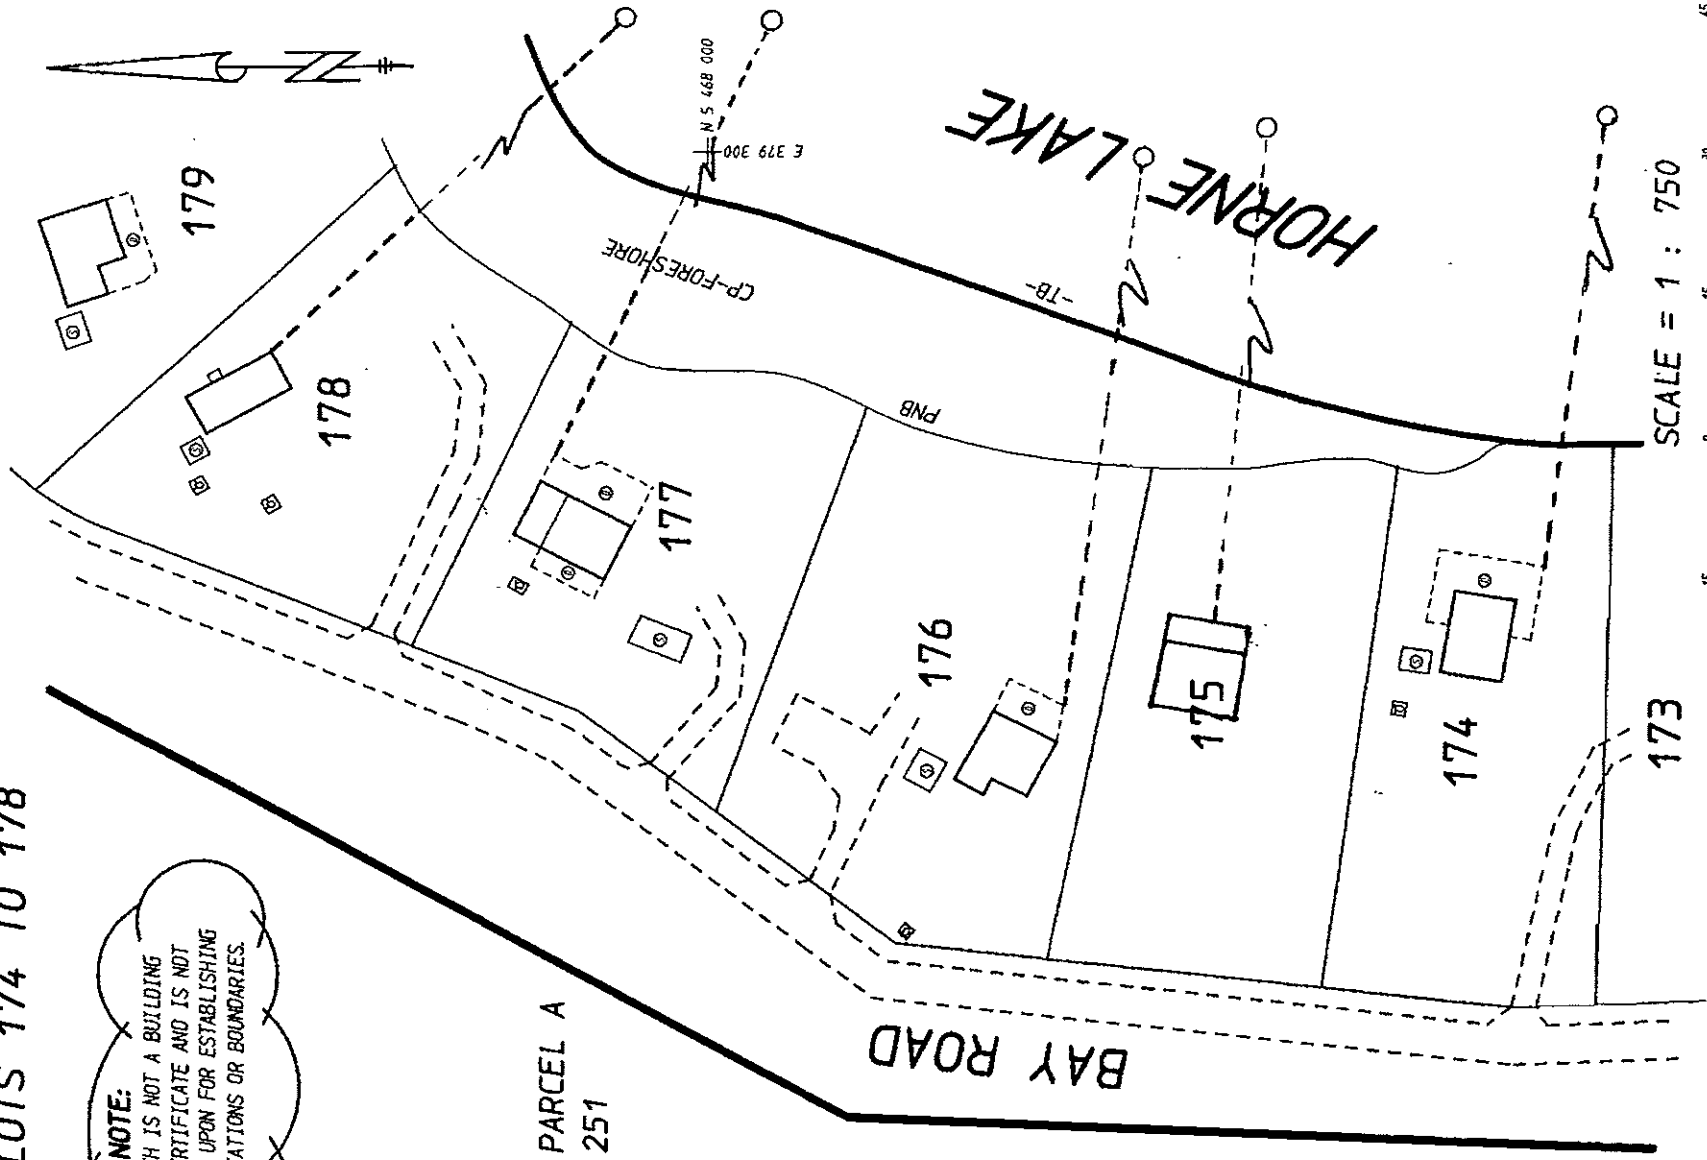 LOTS 174 TO 178
NOTE:
IS NOT A BUILDING
AND IS NOT
UPON FOR ESTABLISHING
OR BOUNDARIES.
PARCEL A
251
BAY ROAD
179
178
177
176
175
174
173
CP-FORESHORE
PNB
-TB-
N 5 468 000
E 379 300
HORNE LAKE
SCALE = 1 : 750